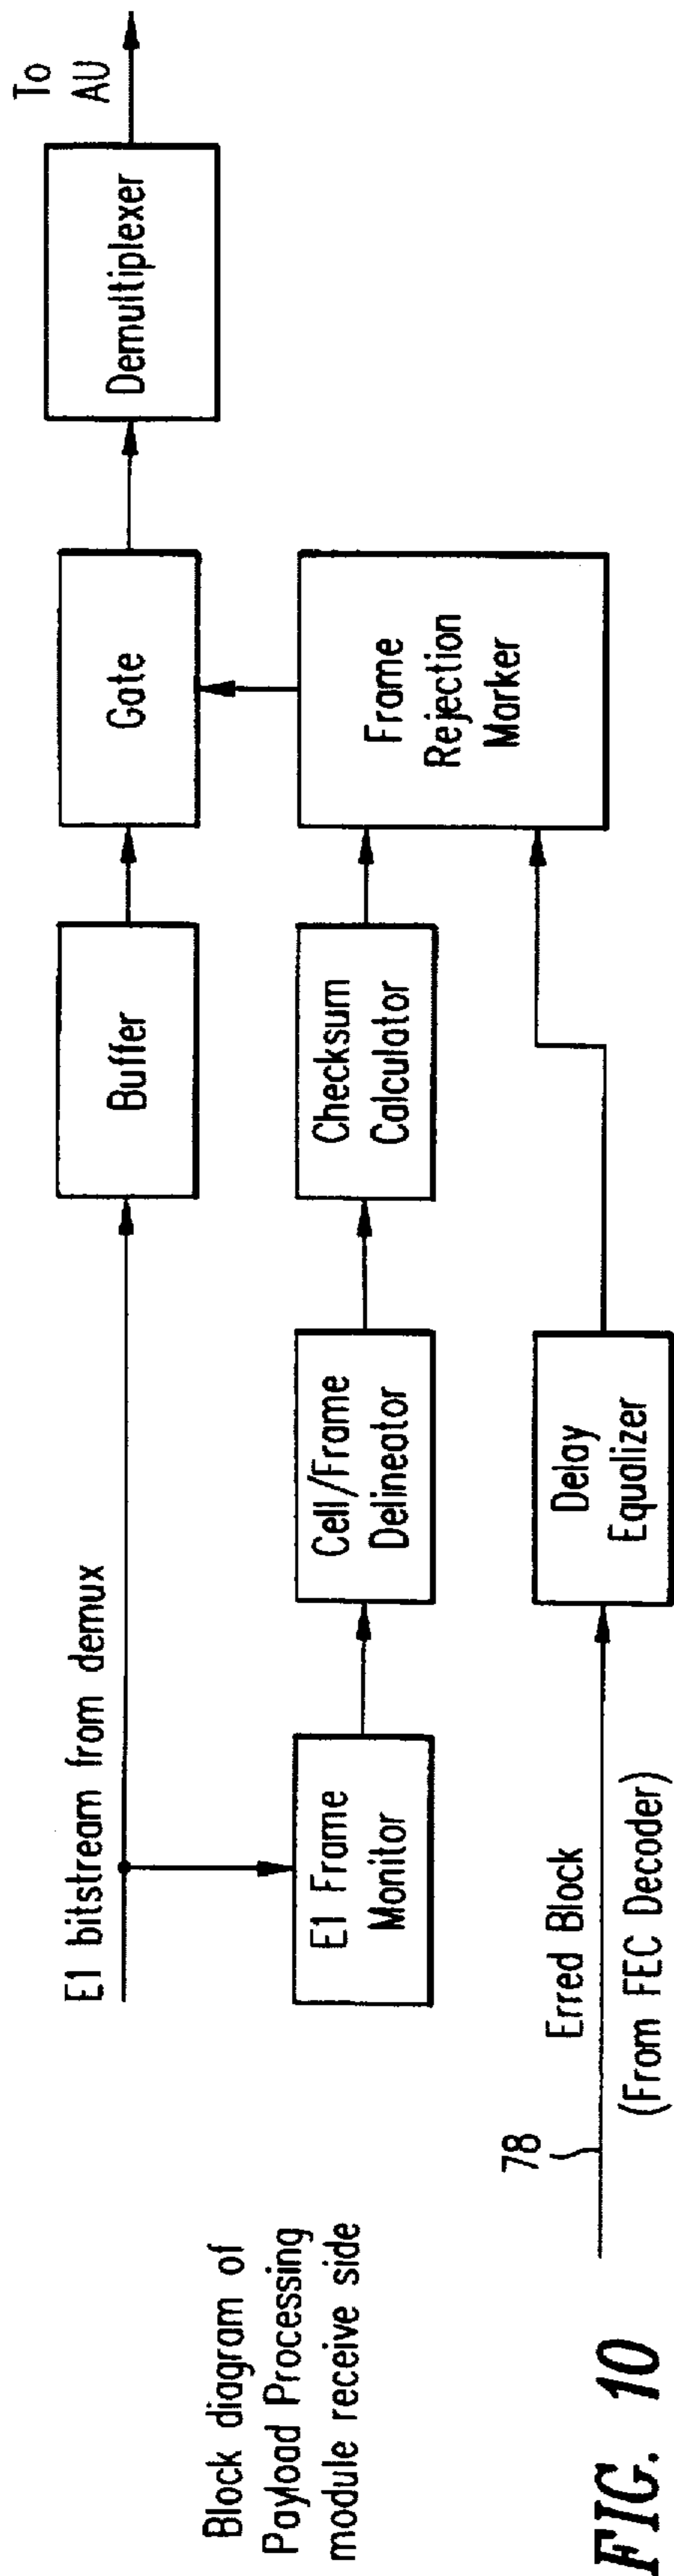 Block diagram of
Payload Processing
module receive side
E1 bitstream from demux
Buffer
Gate
Demultiplexer
To
AU
E1 Frame
Monitor
Cell/Frame
Delineator
Checksum
Calculator
Frame
Rejection
Marker
78
Erred Block
(From FEC Decoder)
Delay
Equalizer
FIG. 10